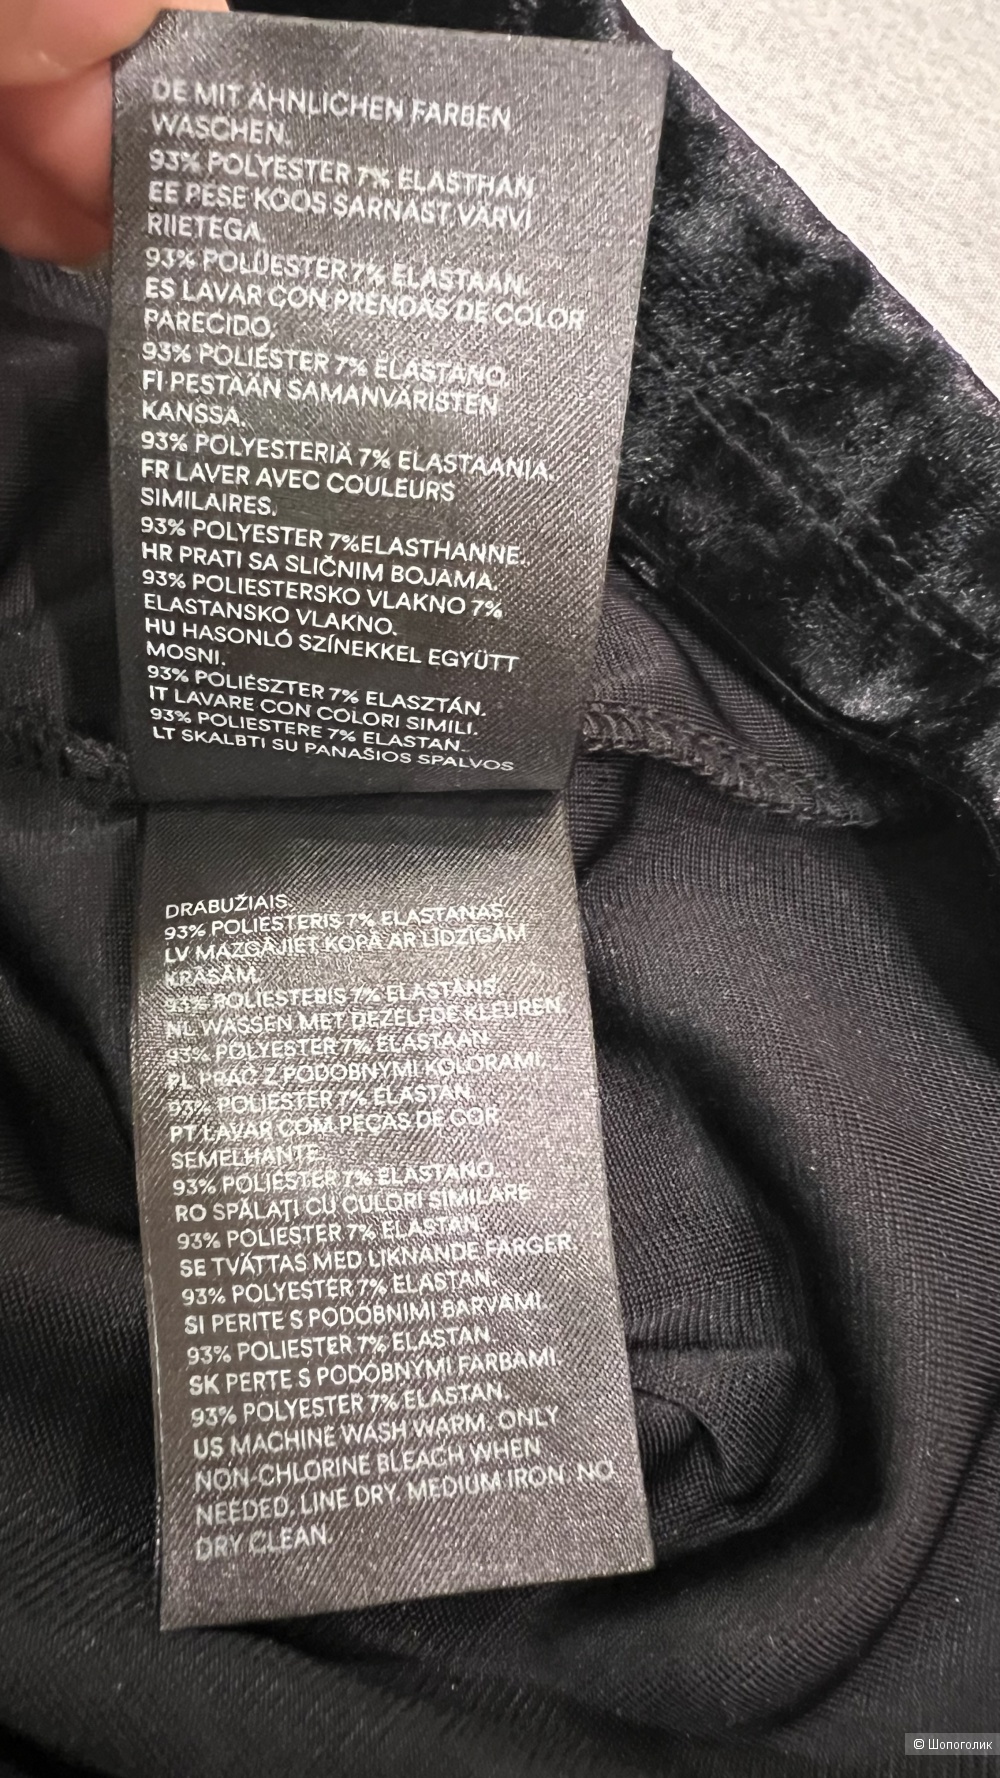 DE MIT ÄHNLICHEN FARBEN
WASCHEN.
93% POLYESTER 7% ELASTHAN
EE PESE KOOS SARNAST VÄRVI
RIIETEGA.
93% POLÜESTER 7% ELASTAAN.
ES LAVAR CON PRENDAS DE COLOR
PARECIDO.
93% POLIÉSTER 7% ELASTANO.
FI PESTÄÄN SAMANVÄRISTEN
KANSSA.
93% POLYESTERIÄ 7% ELASTAANIA.
FR LAVER AVEC COULEURS
SIMILAIRES.
93% POLYESTER 7%ELASTHANNE.
HR PRATI SA SLIČNIM BOJAMA.
93% POLIESTERSKO VLAKNO 7%
ELASTANSKO VLAKNO.
HU HASONLÓ SZÍNEKKEL EGYÜTT
MOSNI.
93% POLIÉSZTER 7% ELASZTÁN.
IT LAVARE CON COLORI SIMILI.
93% POLIESTERE 7% ELASTAN.
LT SKALBTI SU PANAŠIOS SPALVOS
DRABUŽIAIS.
93% POLIESTERIS 7% ELASTANAS.
LV MAZGĀJIET KOPĀ AR LĪDZĪGĀM
KRĀSĀM.
93% POLIESTERIS 7% ELASTĀNS.
NL WASSEN MET DEZELFDE KLEUREN.
93% POLYESTER 7% ELASTAAN.
PL PRAĆ Z PODOBNYMI KOLORAMI.
93% POLIESTER 7% ELASTAN.
PT LAVAR COM PEÇAS DE COR
SEMELHANTE.
93% POLIÉSTER 7% ELASTANO.
RO SPĂLAŢI CU CULORI SIMILARE
93% POLIESTER 7% ELASTAN.
SE TVÄTTAS MED LIKNANDE FÄRGER.
93% POLYESTER 7% ELASTAN.
SI PERITE S PODOBNIMI BARVAMI.
93% POLIESTER 7% ELASTAN.
SK PERTE S PODOBNÝMI FARBAMI.
93% POLYESTER 7% ELASTAN.
US MACHINE WASH WARM. ONLY
NON-CHLORINE BLEACH WHEN
NEEDED. LINE DRY. MEDIUM IRON. NO
DRY CLEAN.
© Шопоголик